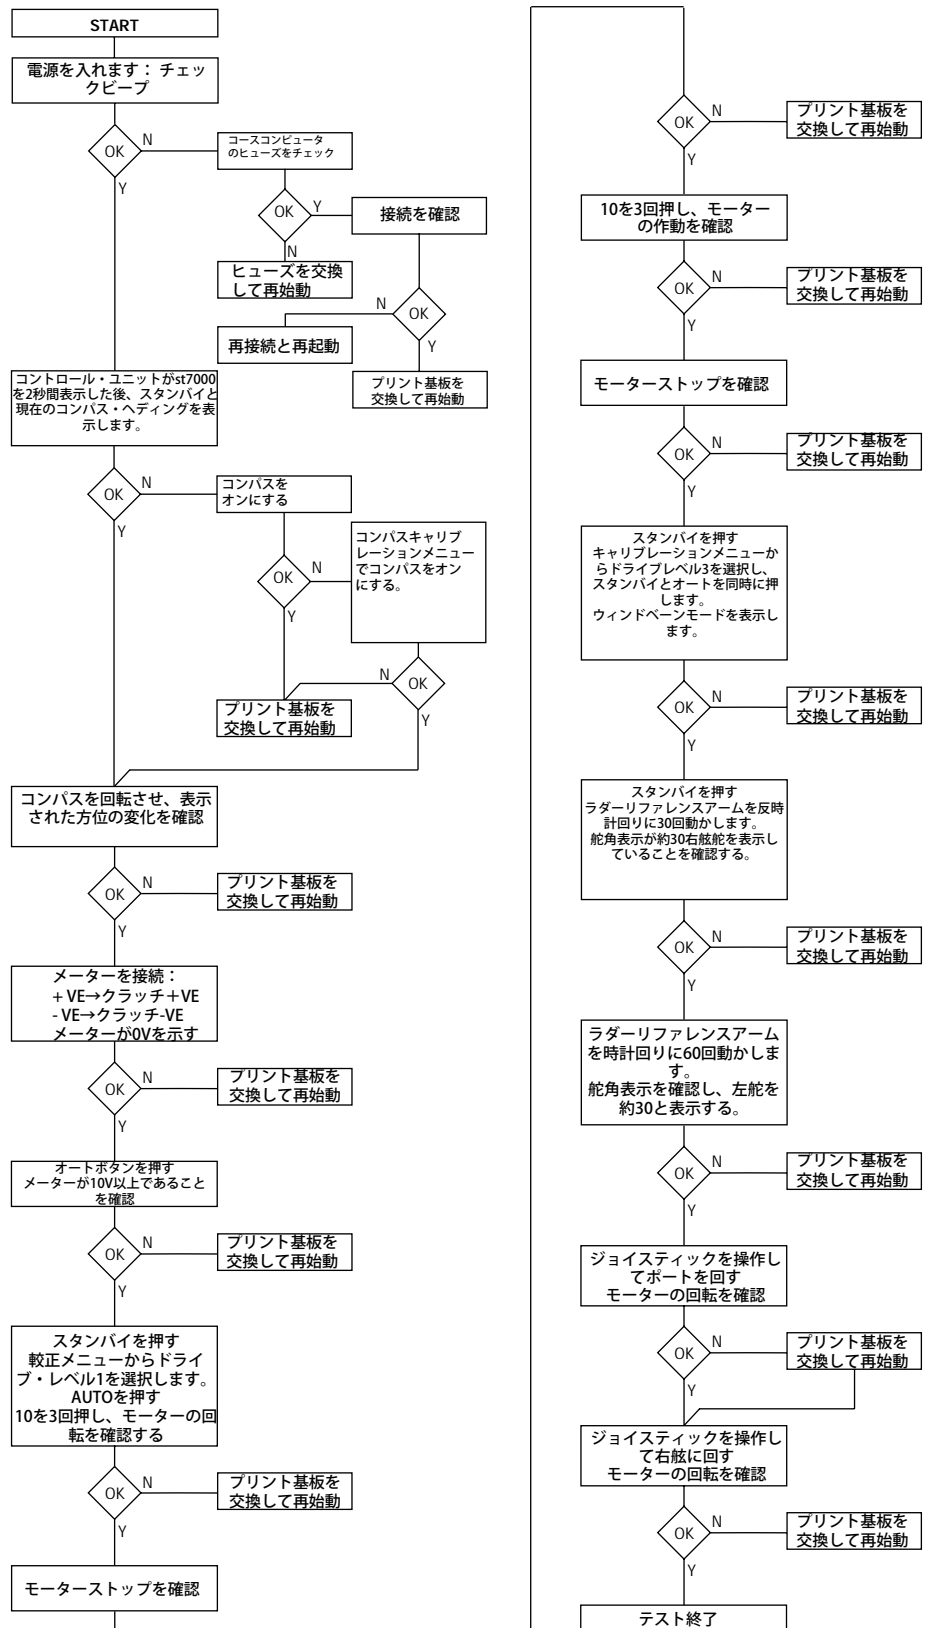 START
電源を入れます： チェッ
クビープ
OK
N
Y
コースコンピュータ
のヒューズをチェック
OK
Y
N
接続を確認
ヒューズを交換
して再始動
OK
N
Y
再接続と再起動
プリント基板を
交換して再始動
コントロール・ユニットがst7000
を2秒間表示した後、スタンバイと
現在のコンパス・ヘディングを表
示します。
OK
N
Y
コンパスを
オンにする
OK
N
Y
コンパスキャリブ
レーションメニュー
でコンパスをオン
にする。
OK
N
Y
プリント基板を
交換して再始動
コンパスを回転させ、表示
された方位の変化を確認
OK
N
Y
プリント基板を
交換して再始動
メーターを接続：
+ VE→クラッチ＋VE
- VE→クラッチ-VE
メーターが0Vを示す
OK
N
Y
プリント基板を
交換して再始動
オートボタンを押す
メーターが10V以上であること
を確認
OK
N
Y
プリント基板を
交換して再始動
スタンバイを押す
較正メニューからドライ
ブ・レベル1を選択します。
AUTOを押す
10を3回押し、モーターの回
転を確認する
OK
N
Y
プリント基板を
交換して再始動
モーターストップを確認
OK
N
Y
プリント基板を
交換して再始動
10を3回押し、モーター
の作動を確認
OK
N
Y
プリント基板を
交換して再始動
モーターストップを確認
OK
N
Y
プリント基板を
交換して再始動
スタンバイを押す
キャリブレーションメニューか
らドライブレベル3を選択し、
スタンバイとオートを同時に押
します。
ウィンドベーンモードを表示し
ます。
OK
N
Y
プリント基板を
交換して再始動
スタンバイを押す
ラダーリファレンスアームを反時
計回りに30回動かします。
舵角表示が約30右舷舵を表示し
ていることを確認する。
OK
N
Y
プリント基板を
交換して再始動
ラダーリファレンスアーム
を時計回りに60回動かしま
す。
舵角表示を確認し、左舵を
約30と表示する。
OK
N
Y
プリント基板を
交換して再始動
ジョイスティックを操作し
てポートを回す
モーターの回転を確認
OK
N
Y
プリント基板を
交換して再始動
ジョイスティックを操作し
て右舷に回す
モーターの回転を確認
OK
N
Y
プリント基板を
交換して再始動
テスト終了